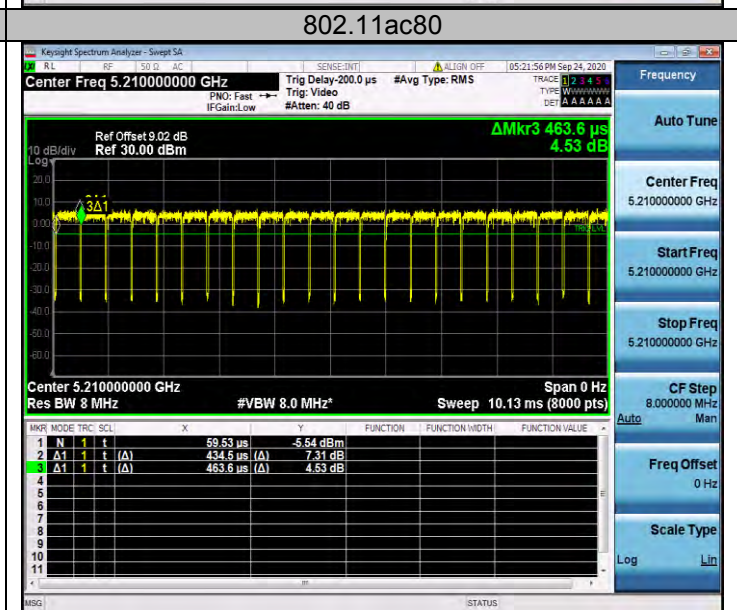 802.11ac80
Keysight Spectrum Analyzer - Swept SA
RL RF 50 Ω AC SENSE:INT ALIGN OFF 05:21:56 PM Sep 24, 2020
Center Freq 5.210000000 GHz
PNO: Fast
IFGain:Low
Trig Delay-200.0 µs
Trig: Video
#Atten: 40 dB
#Avg Type: RMS
TRACE 1 2 3 4 5 6
TYPE W
DET A A A A A A
Frequency
Auto Tune
Ref Offset 9.02 dB
10 dB/div Ref 30.00 dBm
Log
ΔMkr3 463.6 µs
4.53 dB
20.0
10.0
3Δ1
0.00
TRIG LVL
-10.0
-20.0
-30.0
-40.0
-50.0
-60.0
Center Freq
5.210000000 GHz
Start Freq
5.210000000 GHz
Stop Freq
5.210000000 GHz
Center 5.210000000 GHz Span 0 Hz
Res BW 8 MHz #VBW 8.0 MHz* Sweep 10.13 ms (8000 pts)
CF Step
8.000000 MHz
Auto Man
MKR MODE TRC SCL X Y FUNCTION FUNCTION WIDTH FUNCTION VALUE
1 N 1 t 59.53 µs -5.54 dBm
2 Δ1 1 t (Δ) 434.5 µs (Δ) 7.31 dB
3 Δ1 1 t (Δ) 463.6 µs (Δ) 4.53 dB
4
5
6
7
8
9
10
11
Freq Offset
0 Hz
Scale Type
Log Lin
MSG STATUS